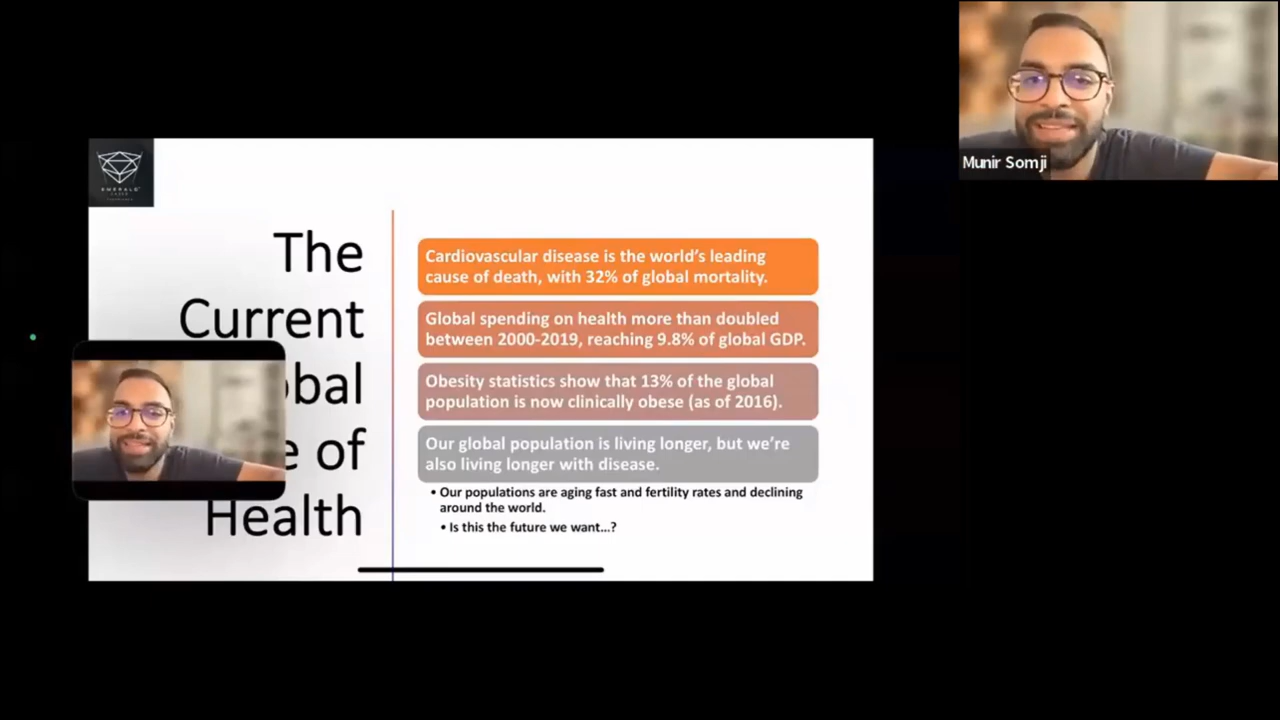 Munir Somji
EMERALD
The
Current
obal
e of
Health
Cardiovascular disease is the world's leading
cause of death, with 32% of global mortality.
Global spending on health more than doubled
between 2000-2019, reaching 9.8% of global GDP.
Obesity statistics show that 13% of the global
population is now clinically obese (as of 2016).
Our global population is living longer, but we're
also living longer with disease.
• Our populations are aging fast and fertility rates and declining
around the world.
• Is this the future we want...?